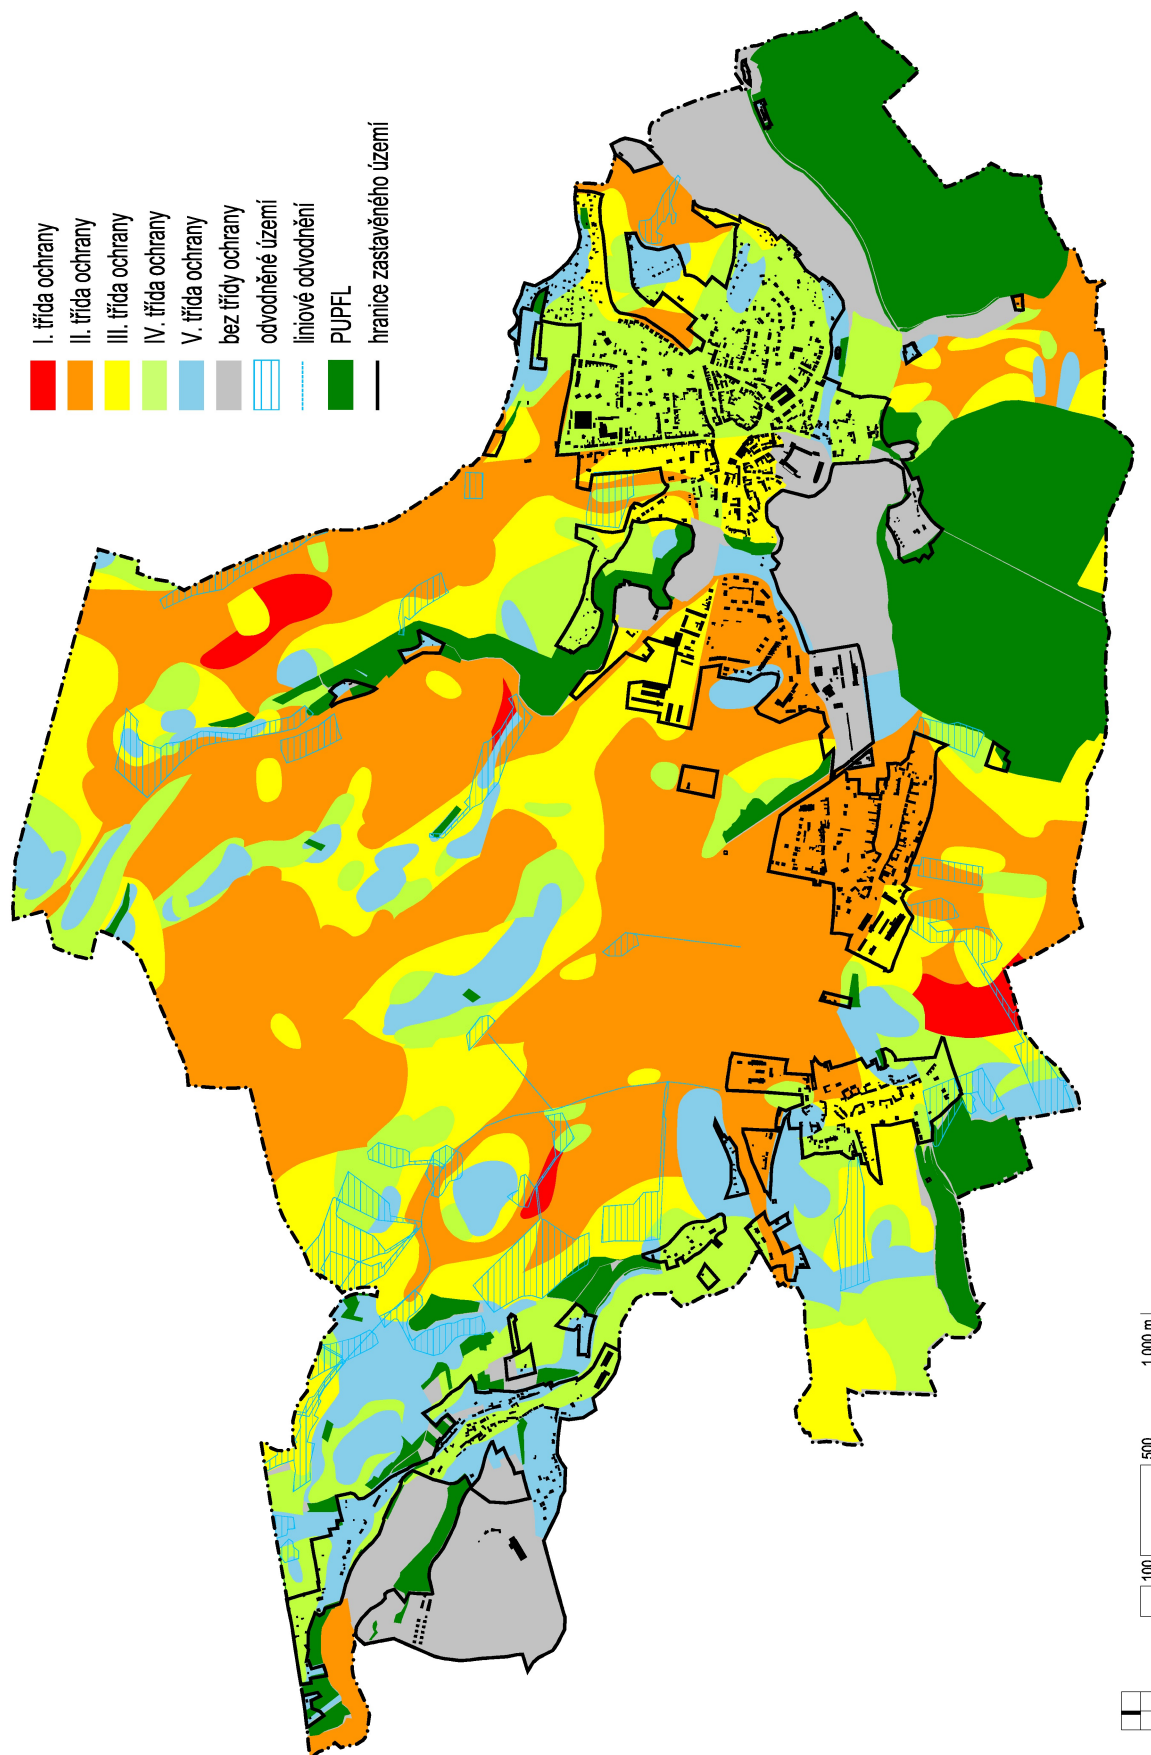 I. třída ochrany
II. třída ochrany
III. třída ochrany
IV. třída ochrany
V. třída ochrany
bez třídy ochrany
odvodněné území
liniové odvodnění
PUPFL
hranice zastavěného území
100 500 1 000 m